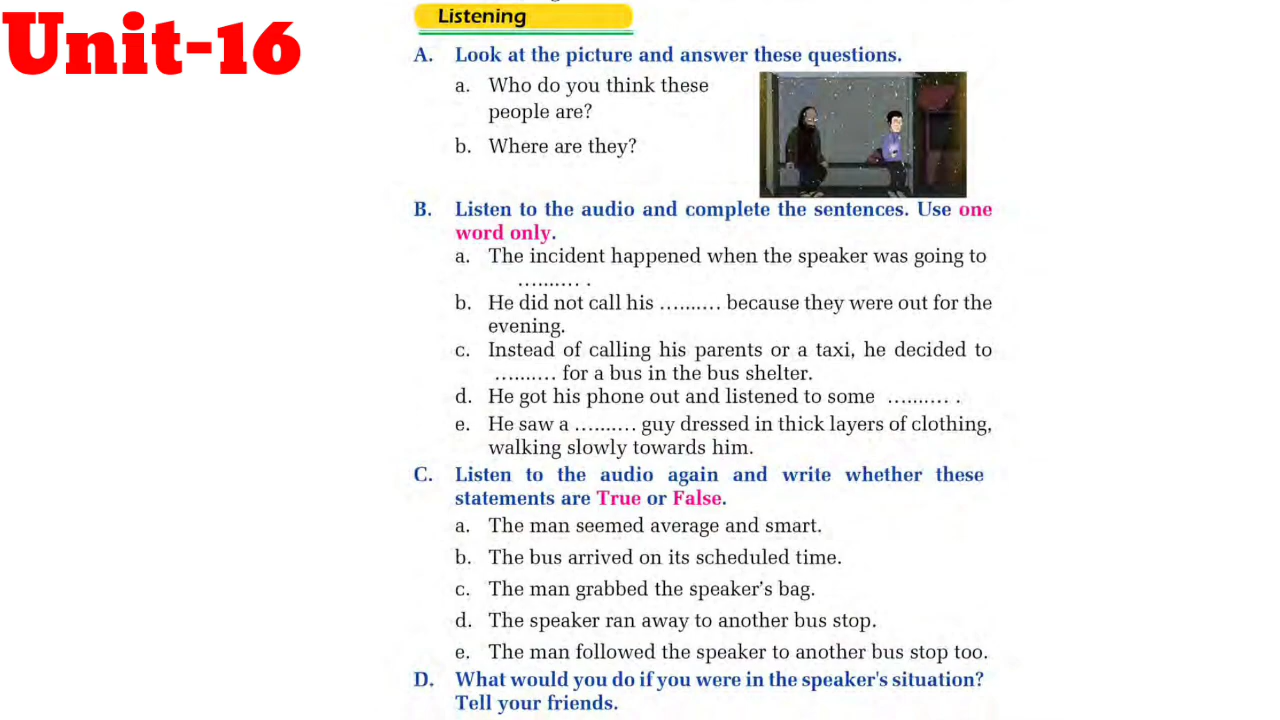 Unit-16
Listening
A. Look at the picture and answer these questions.
a. Who do you think these
people are?
b. Where are they?
B. Listen to the audio and complete the sentences. Use one
word only.
a. The incident happened when the speaker was going to
.......... .
b. He did not call his .......... because they were out for the
evening.
c. Instead of calling his parents or a taxi, he decided to
.......... for a bus in the bus shelter.
d. He got his phone out and listened to some .......... .
e. He saw a .......... guy dressed in thick layers of clothing,
walking slowly towards him.
C. Listen to the audio again and write whether these
statements are True or False.
a. The man seemed average and smart.
b. The bus arrived on its scheduled time.
c. The man grabbed the speaker's bag.
d. The speaker ran away to another bus stop.
e. The man followed the speaker to another bus stop too.
D. What would you do if you were in the speaker's situation?
Tell your friends.